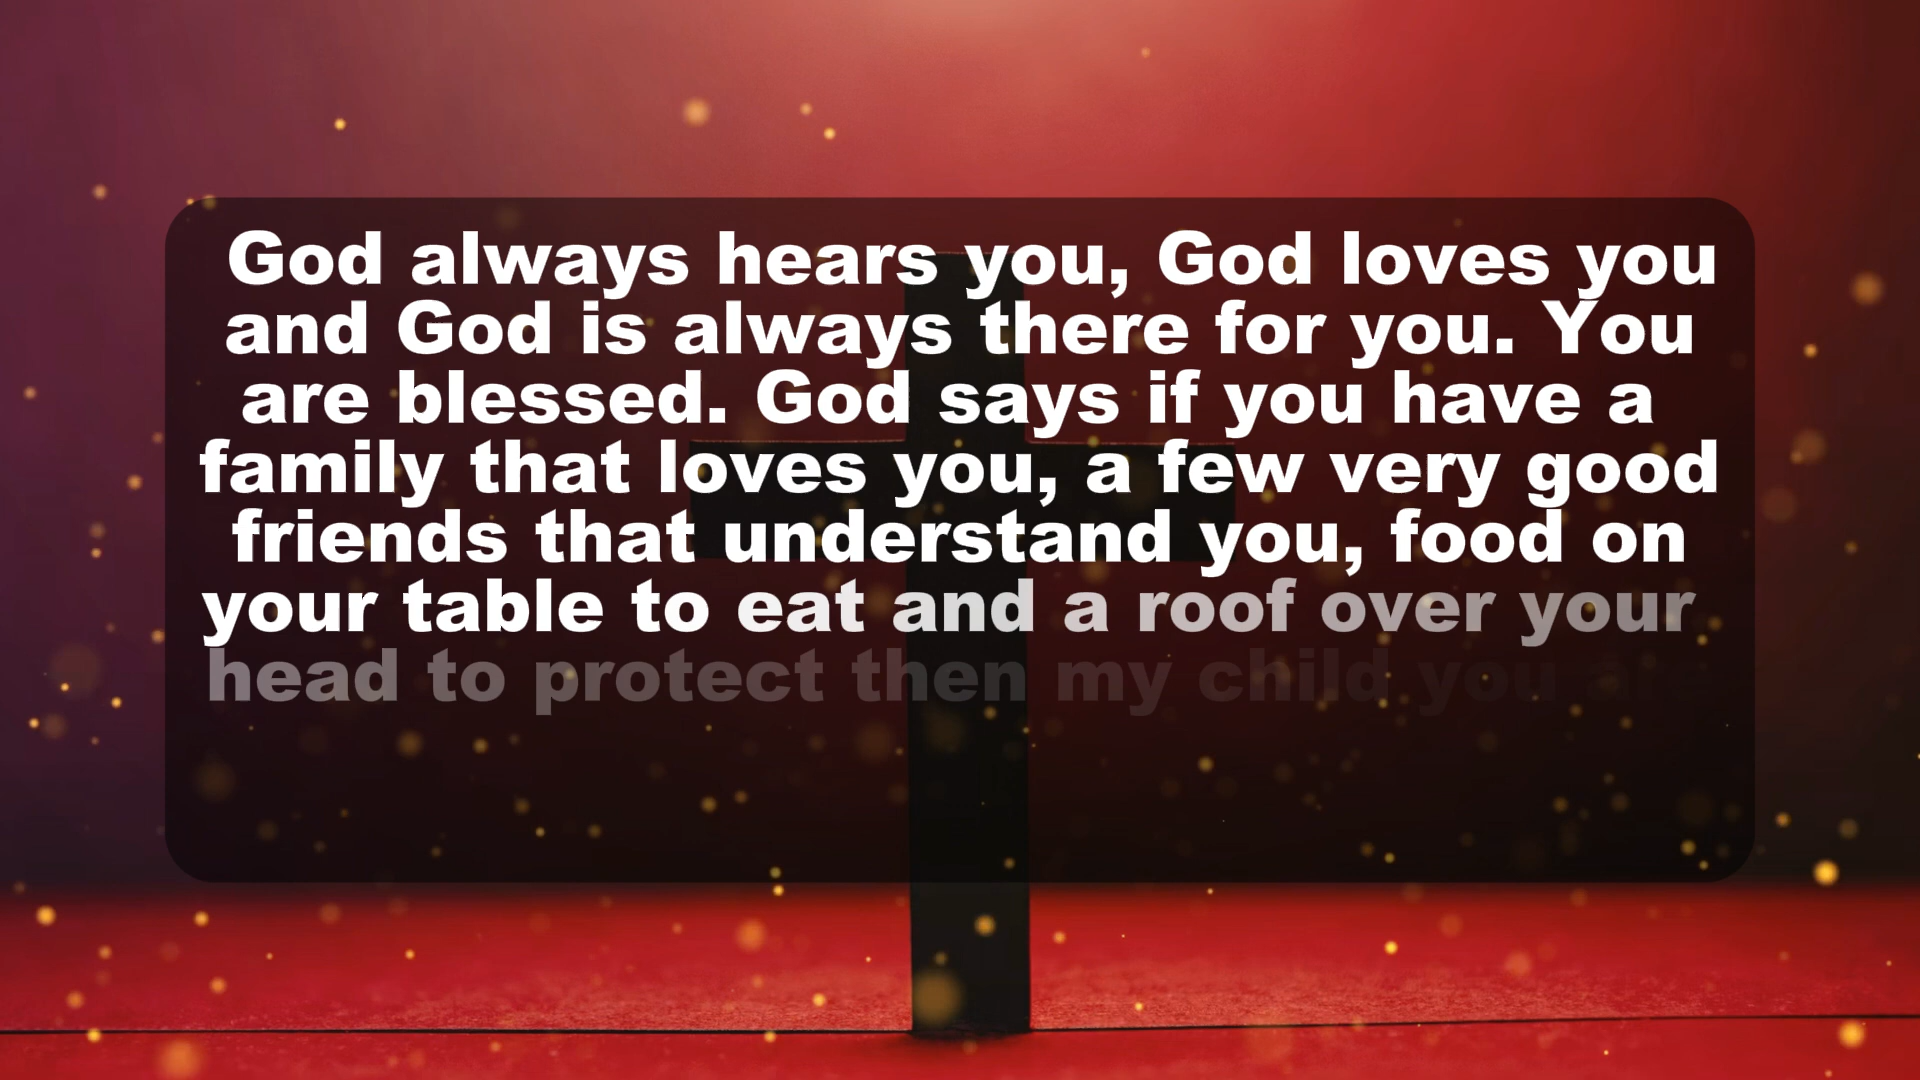 God always hears you, God loves you
and God is always there for you. You
are blessed. God says if you have a
family that loves you, a few very good
friends that understand you, food on
your table to eat and a roof over your
head to protect then my child you are